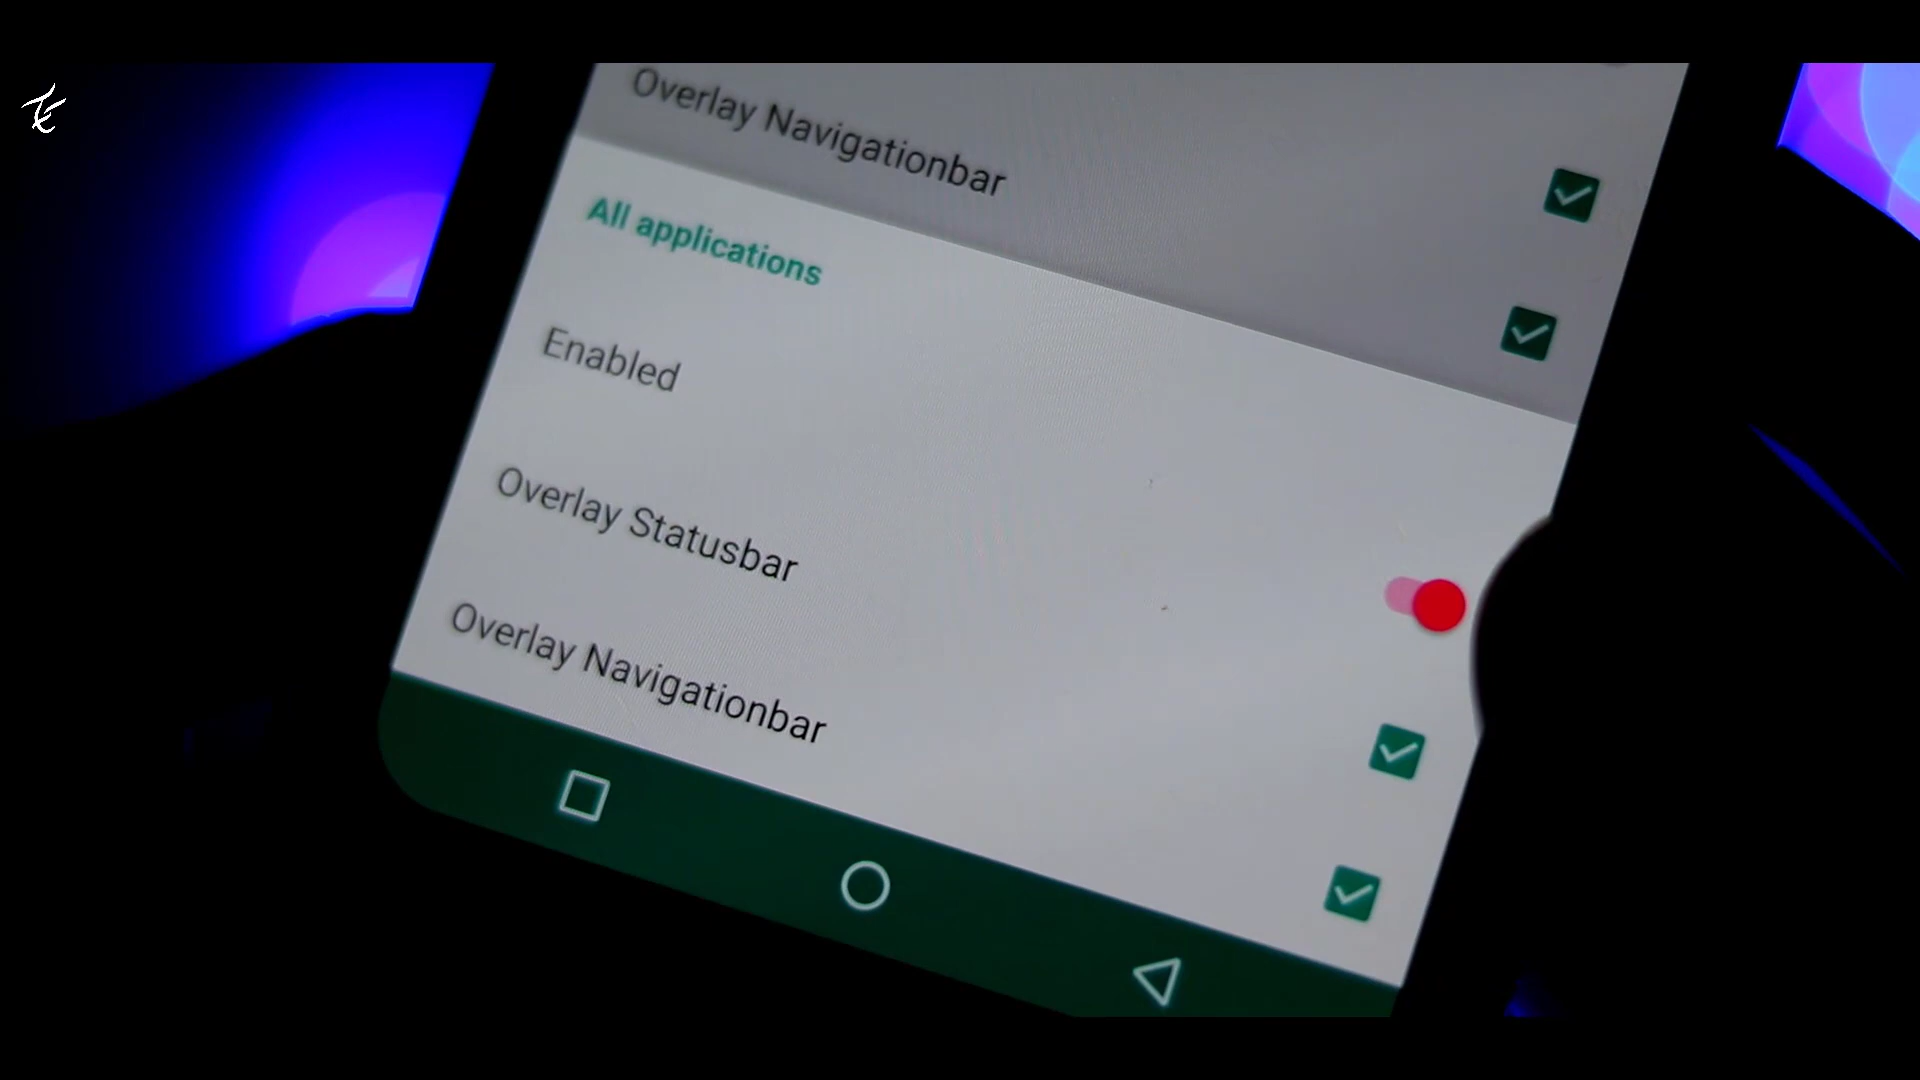 Overlay Navigationbar
All applications
Enabled
Overlay Statusbar
Overlay Navigationbar